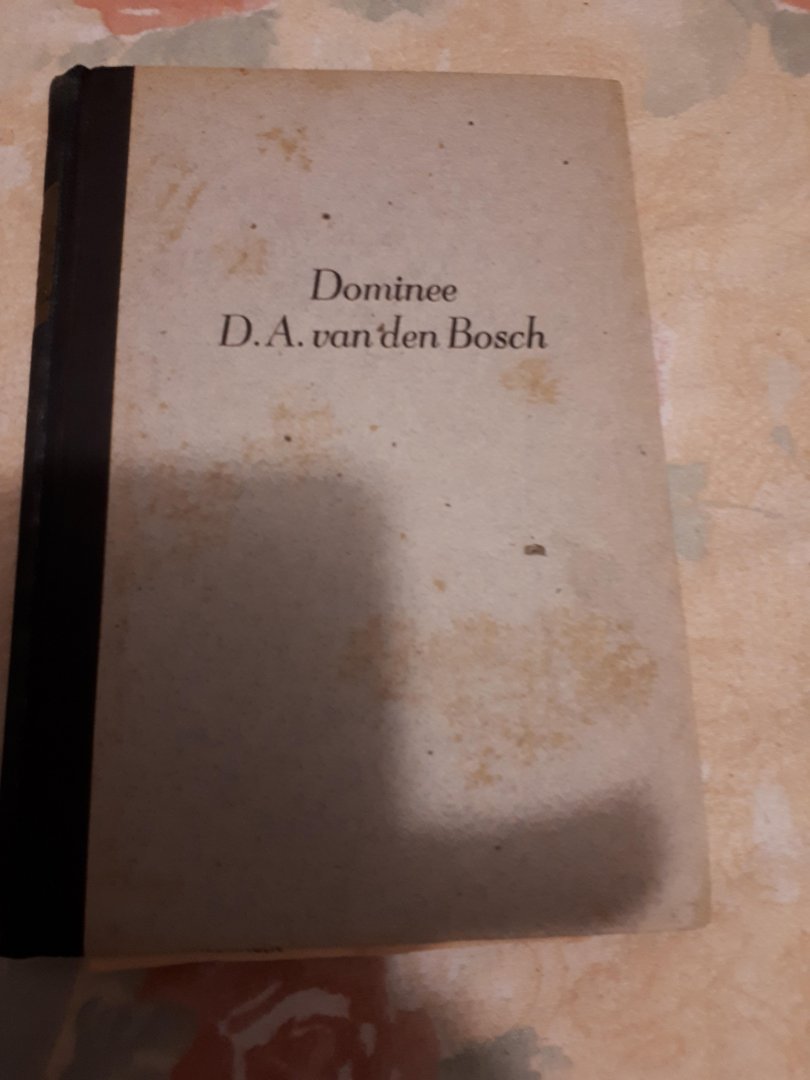 Dominee
D. A. van den Bosch